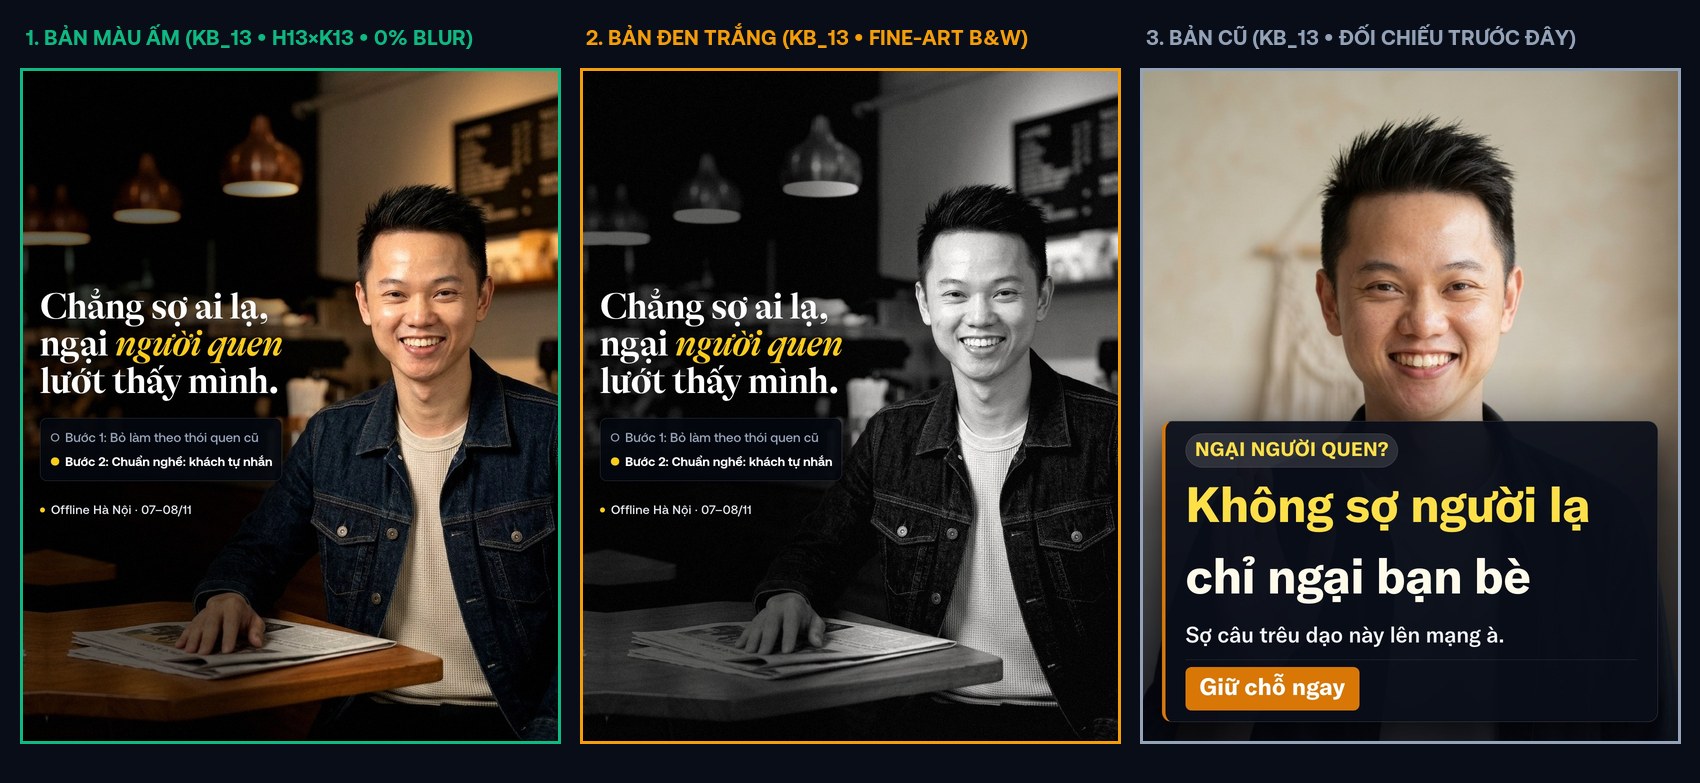 1. BẢN MÀU ẤM (KB_13 • H13×K13 • 0% BLUR)
Chẳng sợ ai lạ,
ngại người quen
lướt thấy mình.
Bước 1: Bỏ làm theo thói quen cũ
Bước 2: Chuẩn nghề: khách tự nhắn
Offline Hà Nội · 07–08/11
2. BẢN ĐEN TRẮNG (KB_13 • FINE-ART B&W)
Chẳng sợ ai lạ,
ngại người quen
lướt thấy mình.
Bước 1: Bỏ làm theo thói quen cũ
Bước 2: Chuẩn nghề: khách tự nhắn
Offline Hà Nội · 07–08/11
3. BẢN CŨ (KB_13 • ĐỐI CHIẾU TRƯỚC ĐÂY)
NGẠI NGƯỜI QUEN?
Không sợ người lạ
chỉ ngại bạn bè
Sợ câu trêu dạo này lên mạng à.
Giữ chỗ ngay